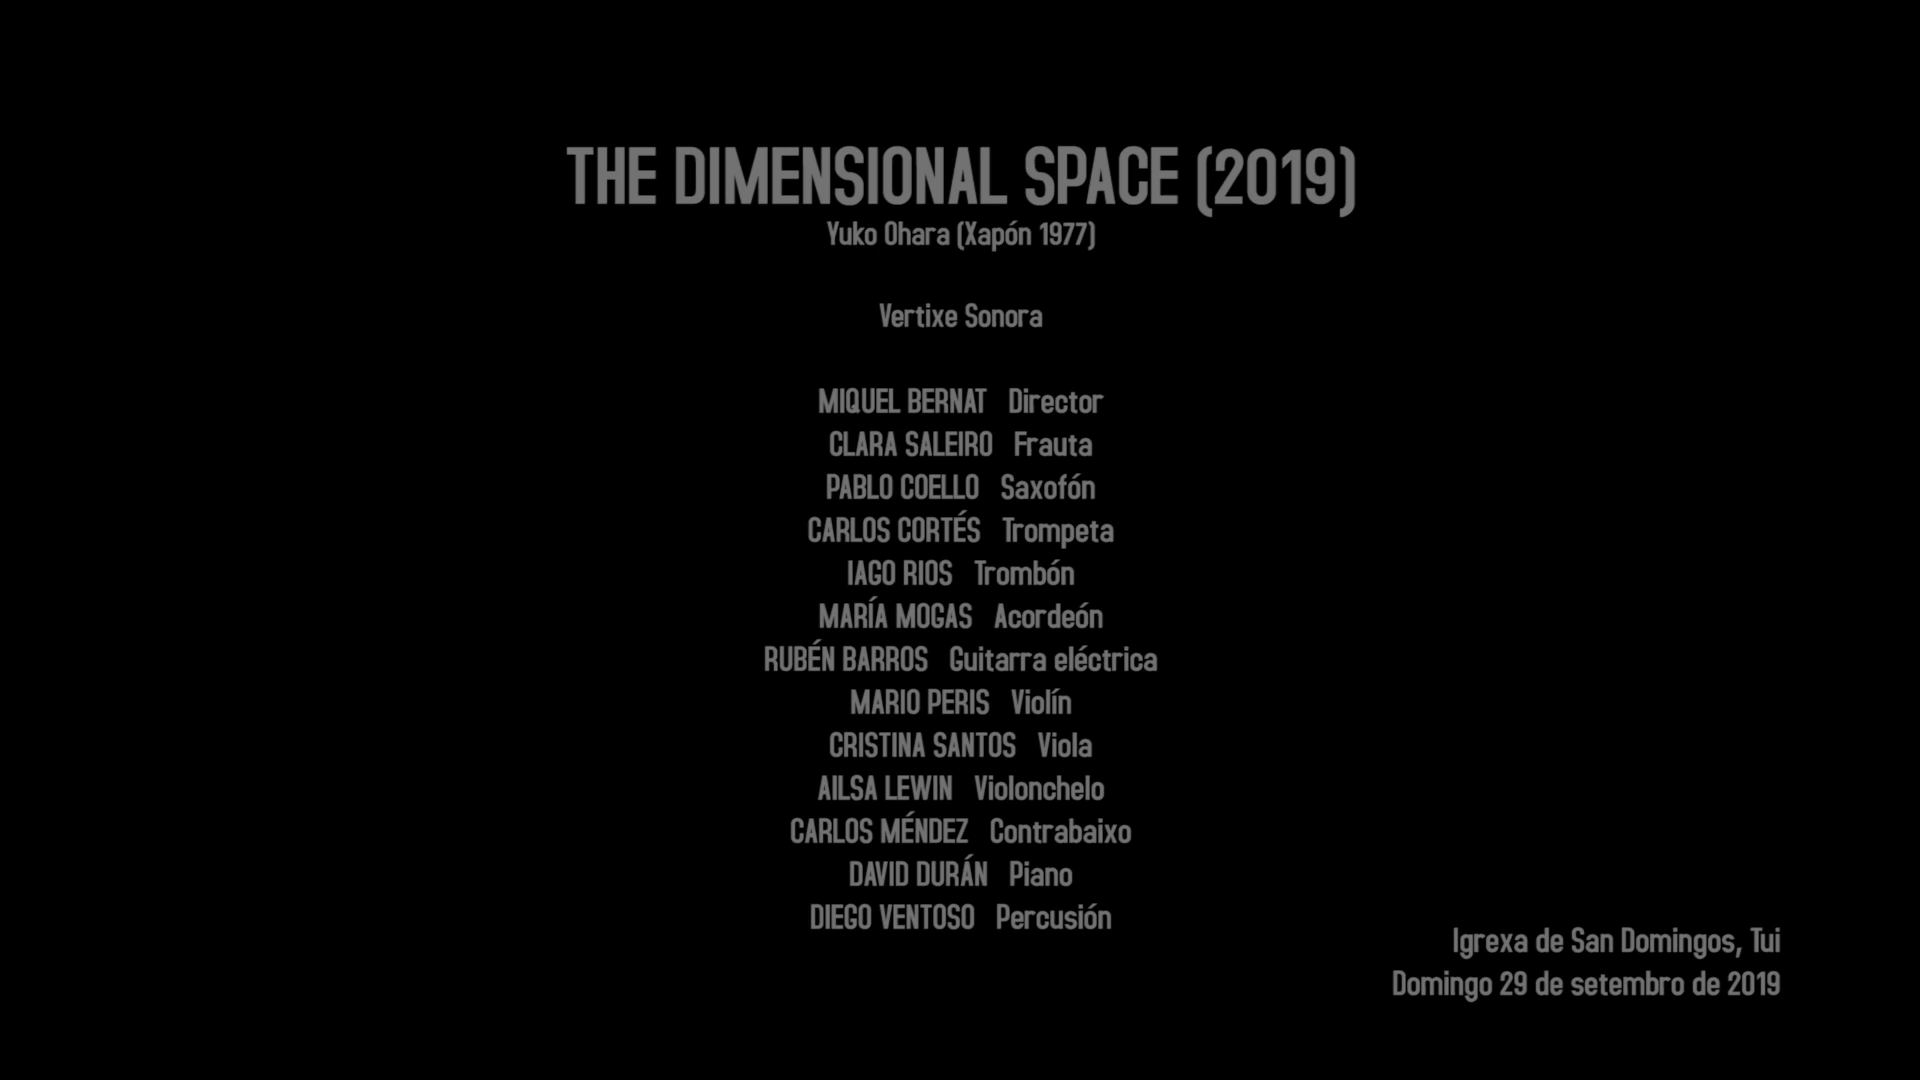 THE DIMENSIONAL SPACE (2019)
Yuko Ohara (Xapón 1977)
Vertixe Sonora
MIQUEL BERNAT Director
CLARA SALEIRO Frauta
PABLO COELLO Saxofón
CARLOS CORTÉS Trompeta
IAGO RIOS Trombón
MARÍA MOGAS Acordeón
RUBÉN BARROS Guitarra eléctrica
MARIO PERIS Violín
CRISTINA SANTOS Viola
AILSA LEWIN Violonchelo
CARLOS MÉNDEZ Contrabaixo
DAVID DURÁN Piano
DIEGO VENTOSO Percusión
Igrexa de San Domingos, Tui
Domingo 29 de setembro de 2019